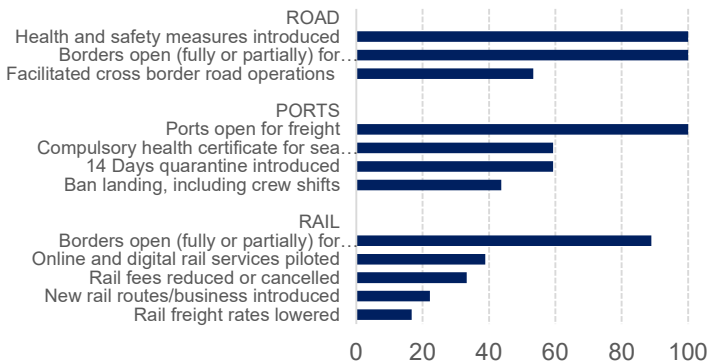 ROAD
Health and safety measures introduced
Borders open (fully or partially) for…
Facilitated cross border road operations
PORTS
Ports open for freight
Compulsory health certificate for sea…
14 Days quarantine introduced
Ban landing, including crew shifts
RAIL
Borders open (fully or partially) for…
Online and digital rail services piloted
Rail fees reduced or cancelled
New rail routes/business introduced
Rail freight rates lowered
0 20 40 60 80 100